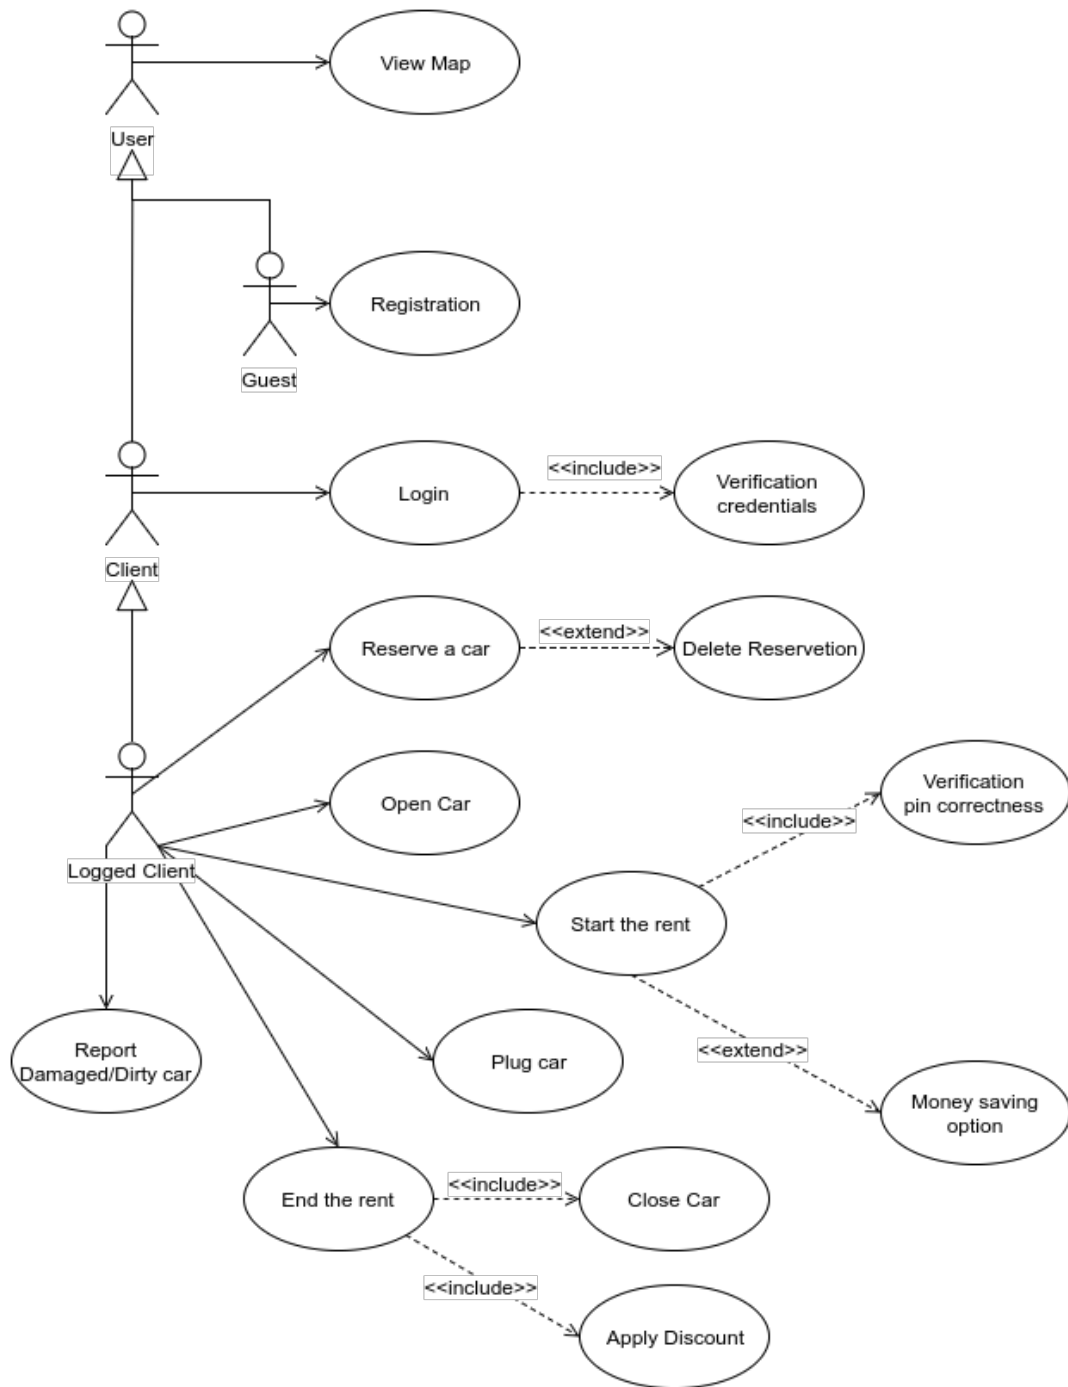 View Map
User
Registration
Guest
Login
<<include>>
Verification
credentials
Client
Reserve a car
<<extend>>
Delete Reservetion
Open Car
Verification
pin correctness
<<include>>
Logged Client
Start the rent
Report
Damaged/Dirty car
Plug car
<<extend>>
Money saving
option
End the rent
<<include>>
Close Car
<<include>>
Apply Discount